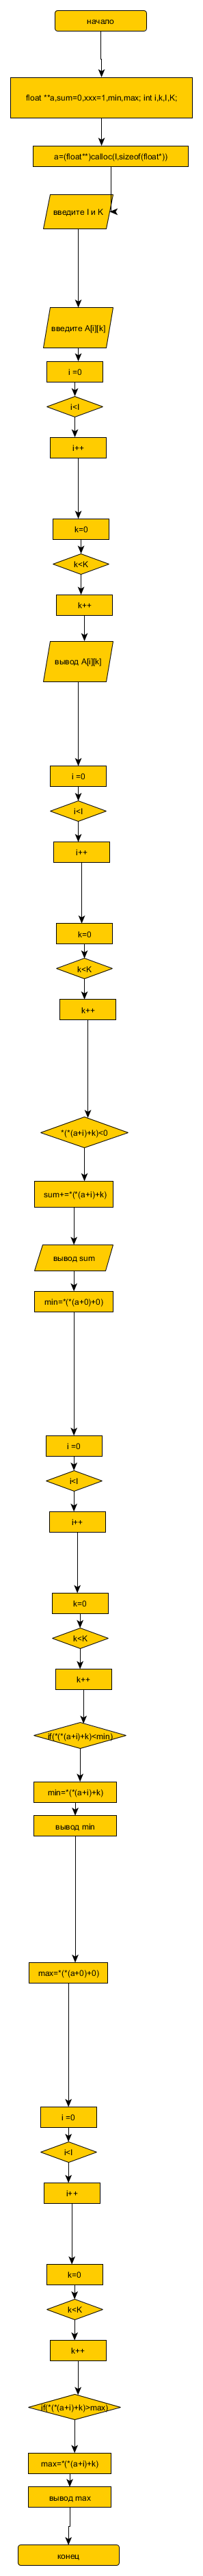 начало
float **a,sum=0,xxx=1,min,max; int i,k,I,K;
a=(float**)calloc(I,sizeof(float*))
введите I и K
введите A[i][k]
i =0
i<I
i++
k=0
k<K
k++
вывод A[i][k]
i =0
i<I
i++
k=0
k<K
k++
*(*(a+i)+k)<0
sum+=*(*(a+i)+k)
вывод sum
min=*(*(a+0)+0)
i =0
i<I
i++
k=0
k<K
k++
if(*(*(a+i)+k)<min)
min=*(*(a+i)+k)
вывод min
max=*(*(a+0)+0)
i =0
i<I
i++
k=0
k<K
k++
if(*(*(a+i)+k)>max)
max=*(*(a+i)+k)
вывод max
конец